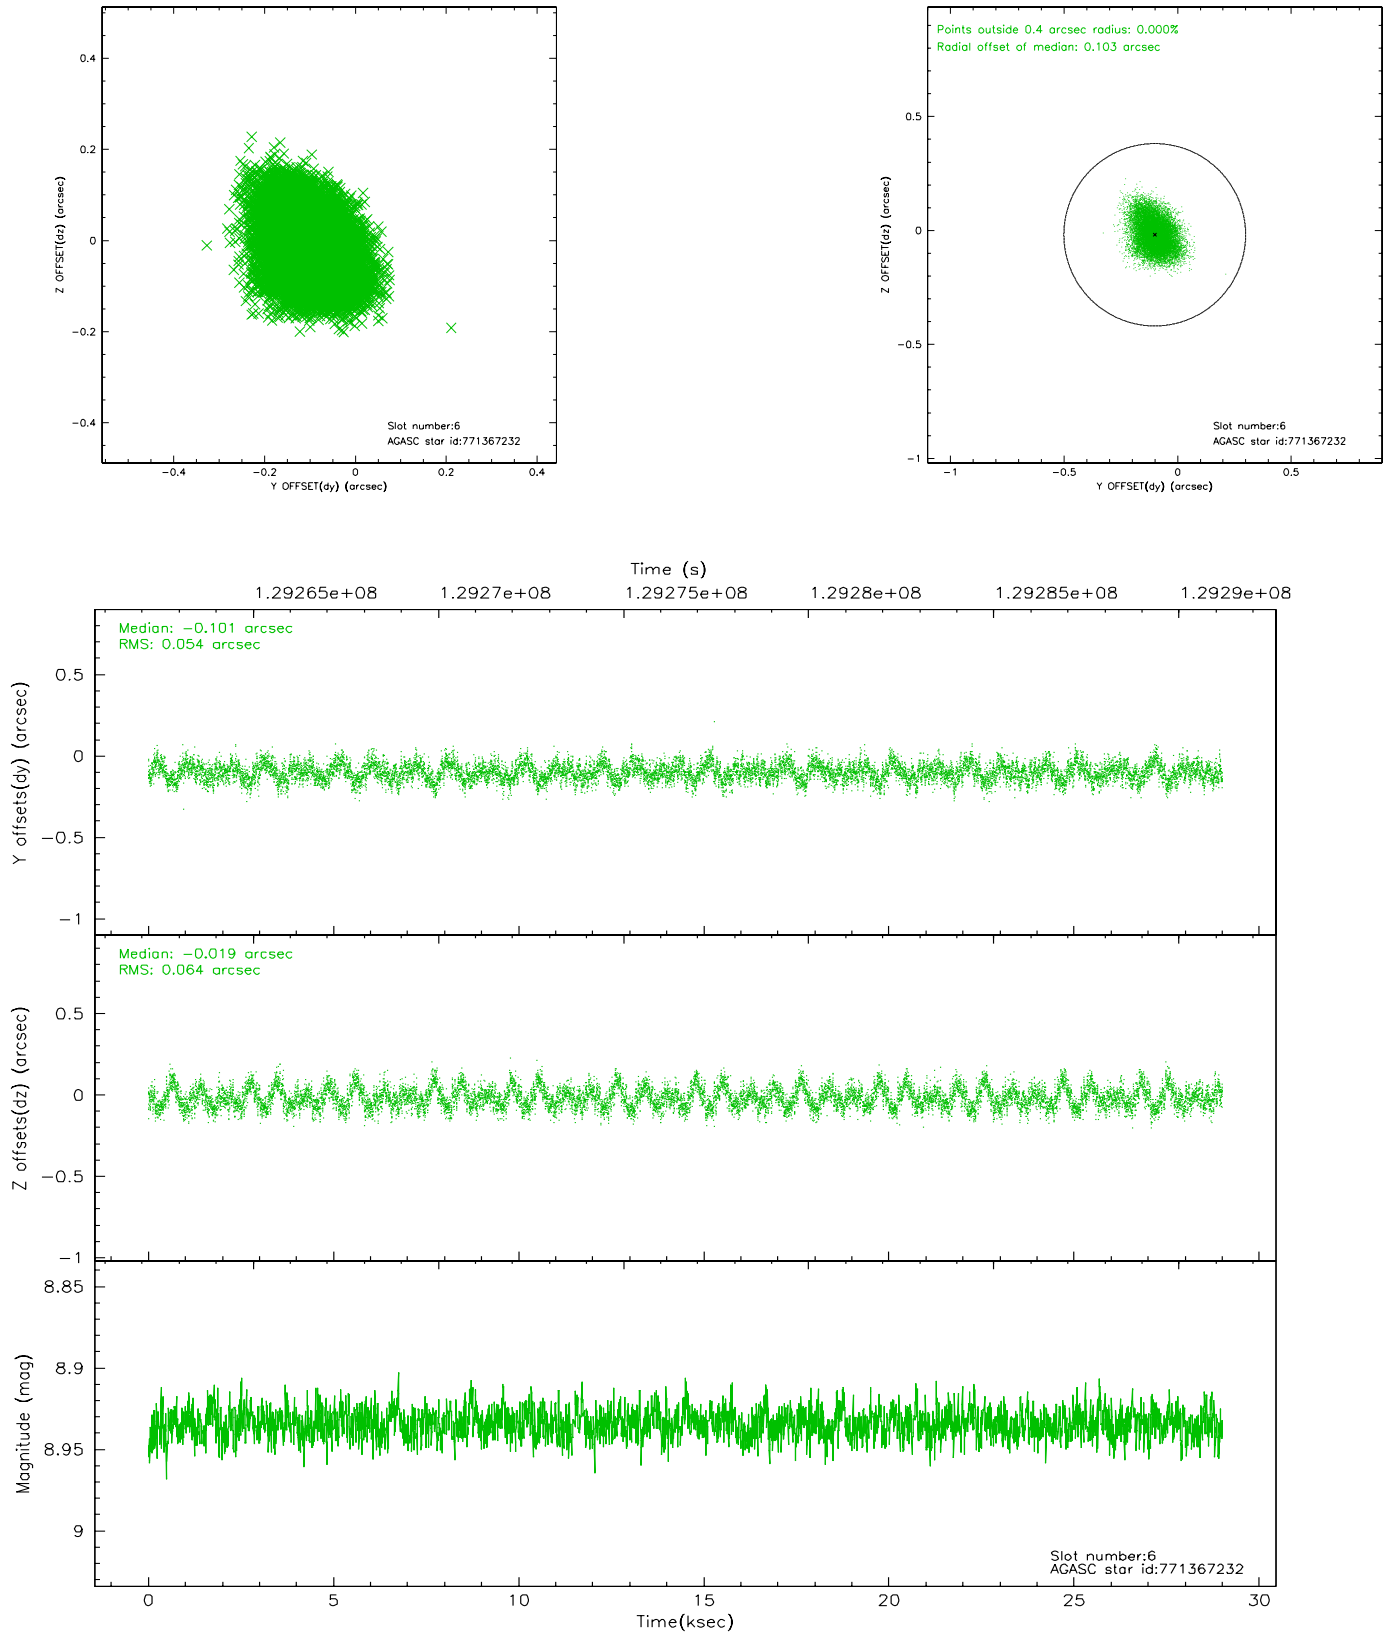 0.4
0.2
0
−0.2
−0.4
Z OFFSET(dz) (arcsec)
−0.4 −0.2 0 0.2 0.4
Y OFFSET(dy) (arcsec)
Slot number:6
AGASC star id:771367232
Points outside 0.4 arcsec radius: 0.000%
Radial offset of median: 0.103 arcsec
0.5
0
−0.5
−1
Z OFFSET(dz) (arcsec)
−1 −0.5 0 0.5
Y OFFSET(dy) (arcsec)
Slot number:6
AGASC star id:771367232
Time (s)
1.29265e+08 1.2927e+08 1.29275e+08 1.2928e+08 1.29285e+08 1.2929e+08
Median: −0.101 arcsec
RMS: 0.054 arcsec
0.5
0
−0.5
−1
Y offsets(dy) (arcsec)
Median: −0.019 arcsec
RMS: 0.064 arcsec
0.5
0
−0.5
−1
Z offsets(dz) (arcsec)
8.85
8.9
8.95
9
Magnitude (mag)
Slot number:6
AGASC star id:771367232
0 5 10 15 20 25 30
Time(ksec)